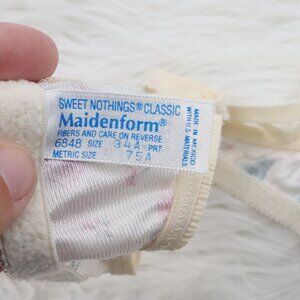 SWEET NOTHINGS® CLASSIC
Maidenform®
FIBERS AND CARE ON REVERSE
6848 SIZE 34A PRT
METRIC SIZE 75A
MADE IN MEXICO
WITH U.S. MATERIALS